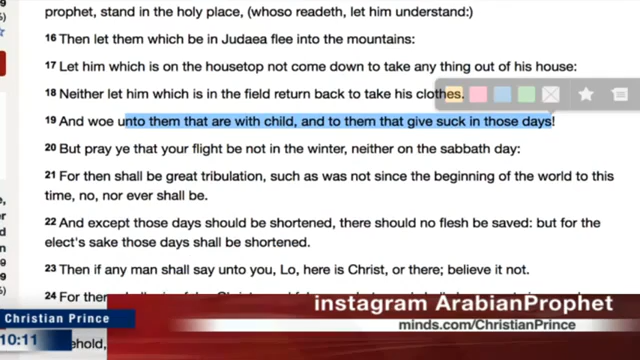 prophet, stand in the holy place, (whoso readeth, let him understand:)
16 Then let them which be in Judaea flee into the mountains:
17 Let him which is on the housetop not come down to take any thing out of his house:
18 Neither let him which is in the field return back to take his clothes.
19 And woe unto them that are with child, and to them that give suck in those days!
20 But pray ye that your flight be not in the winter, neither on the sabbath day:
21 For then shall be great tribulation, such as was not since the beginning of the world to this
time, no, nor ever shall be.
22 And except those days should be shortened, there should no flesh be saved: but for the
elect's sake those days shall be shortened.
23 Then if any man shall say unto you, Lo, here is Christ, or there; believe it not.
24 For there
instagram ArabianProphet
Christian Prince
minds.com/ChristianPrince
10:11